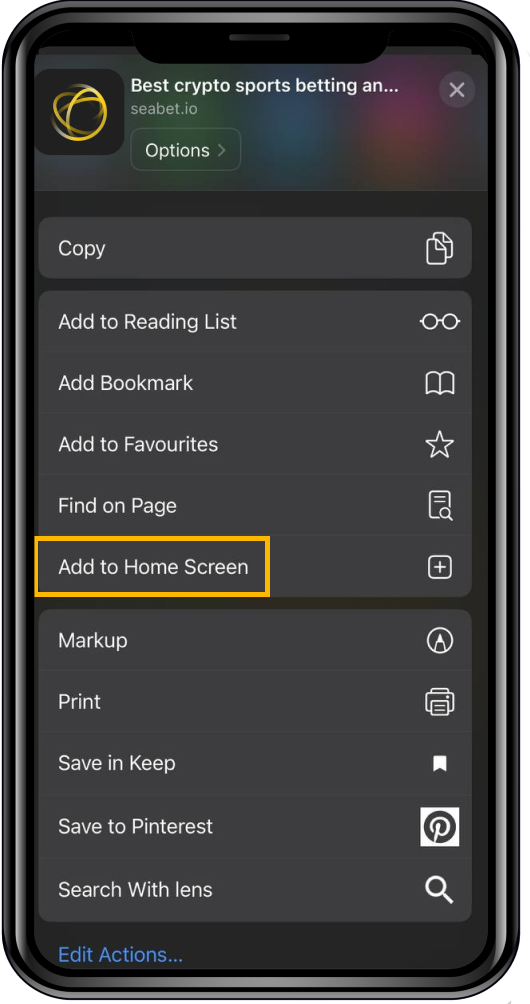 Best crypto sports betting an...
seabet.io
Options
Copy
Add to Reading List
Add Bookmark
Add to Favourites
Find on Page
Add to Home Screen
Markup
Print
Save in Keep
Save to Pinterest
Search With lens
Edit Actions...